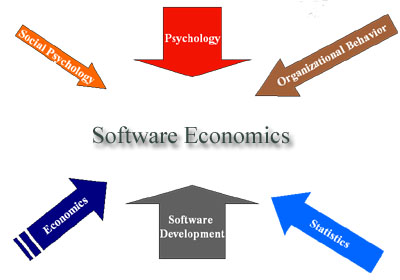 Social Psychology
Psychology
Organizational Behavior
Software Economics
Economics
Software
Development
Statistics